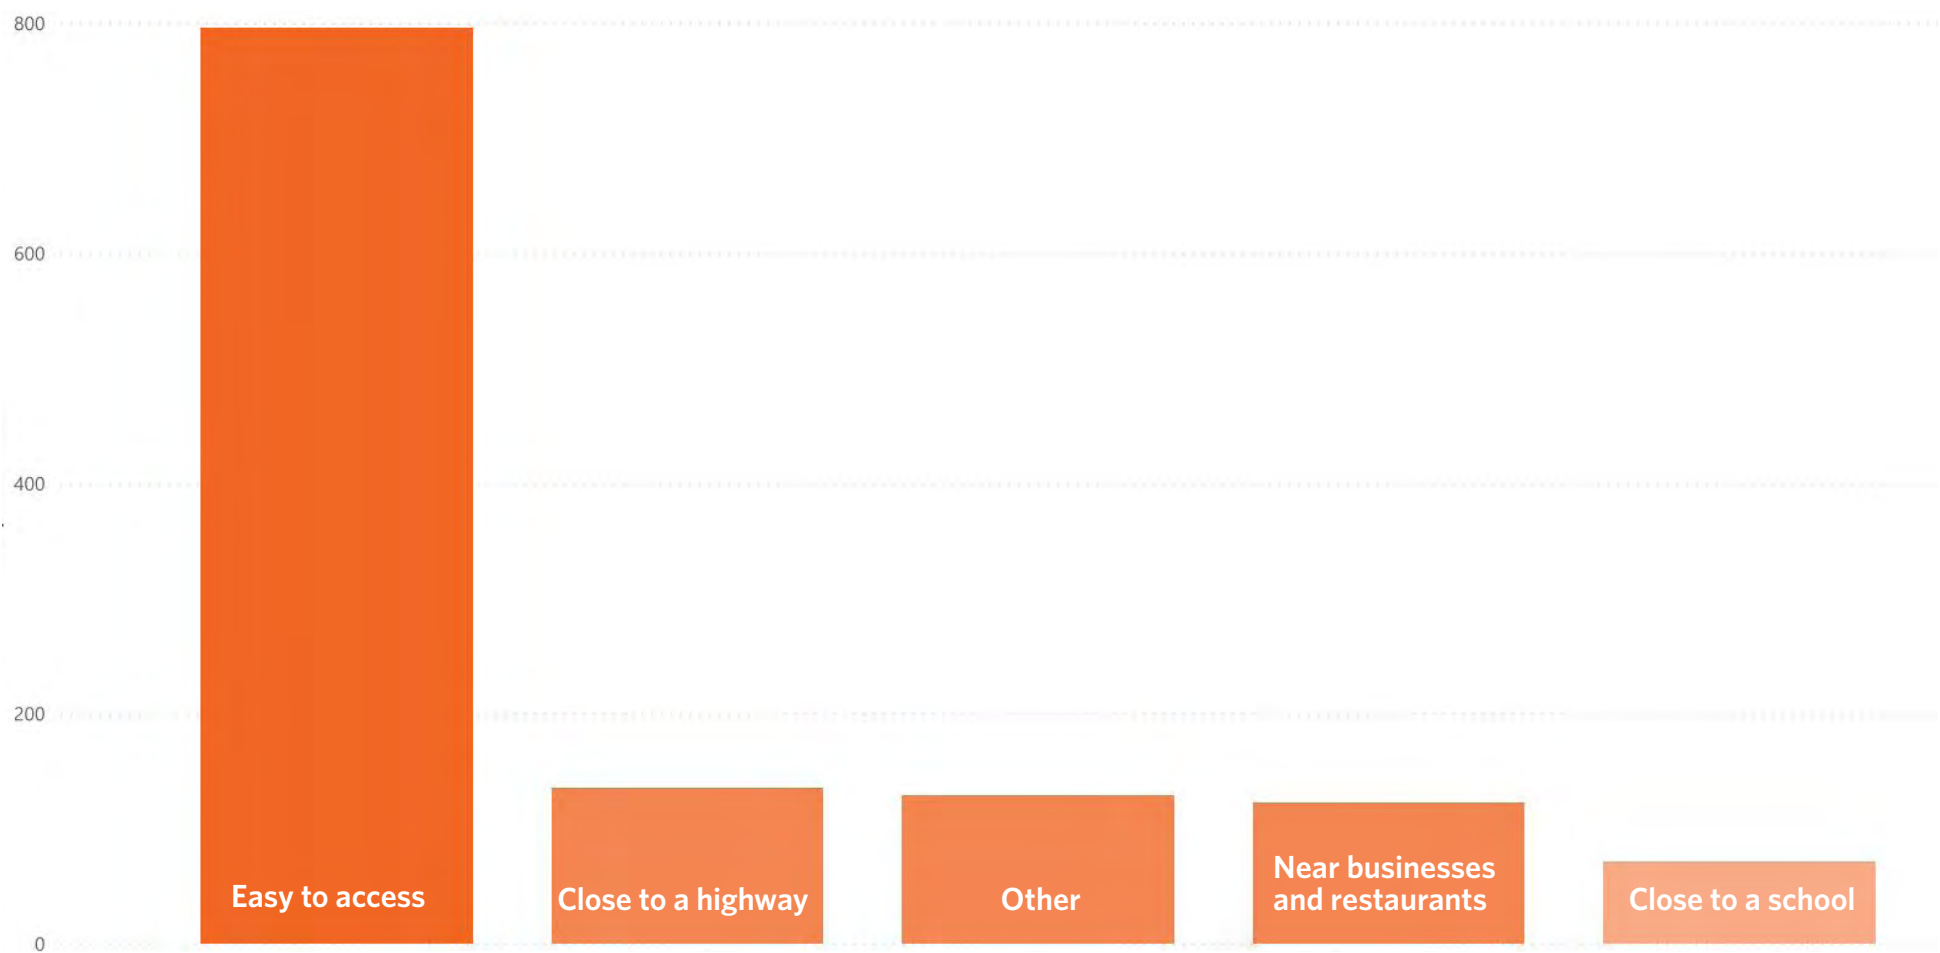 800
600
400
200
0
Easy to access
Close to a highway
Other
Near businesses
and restaurants
Close to a school